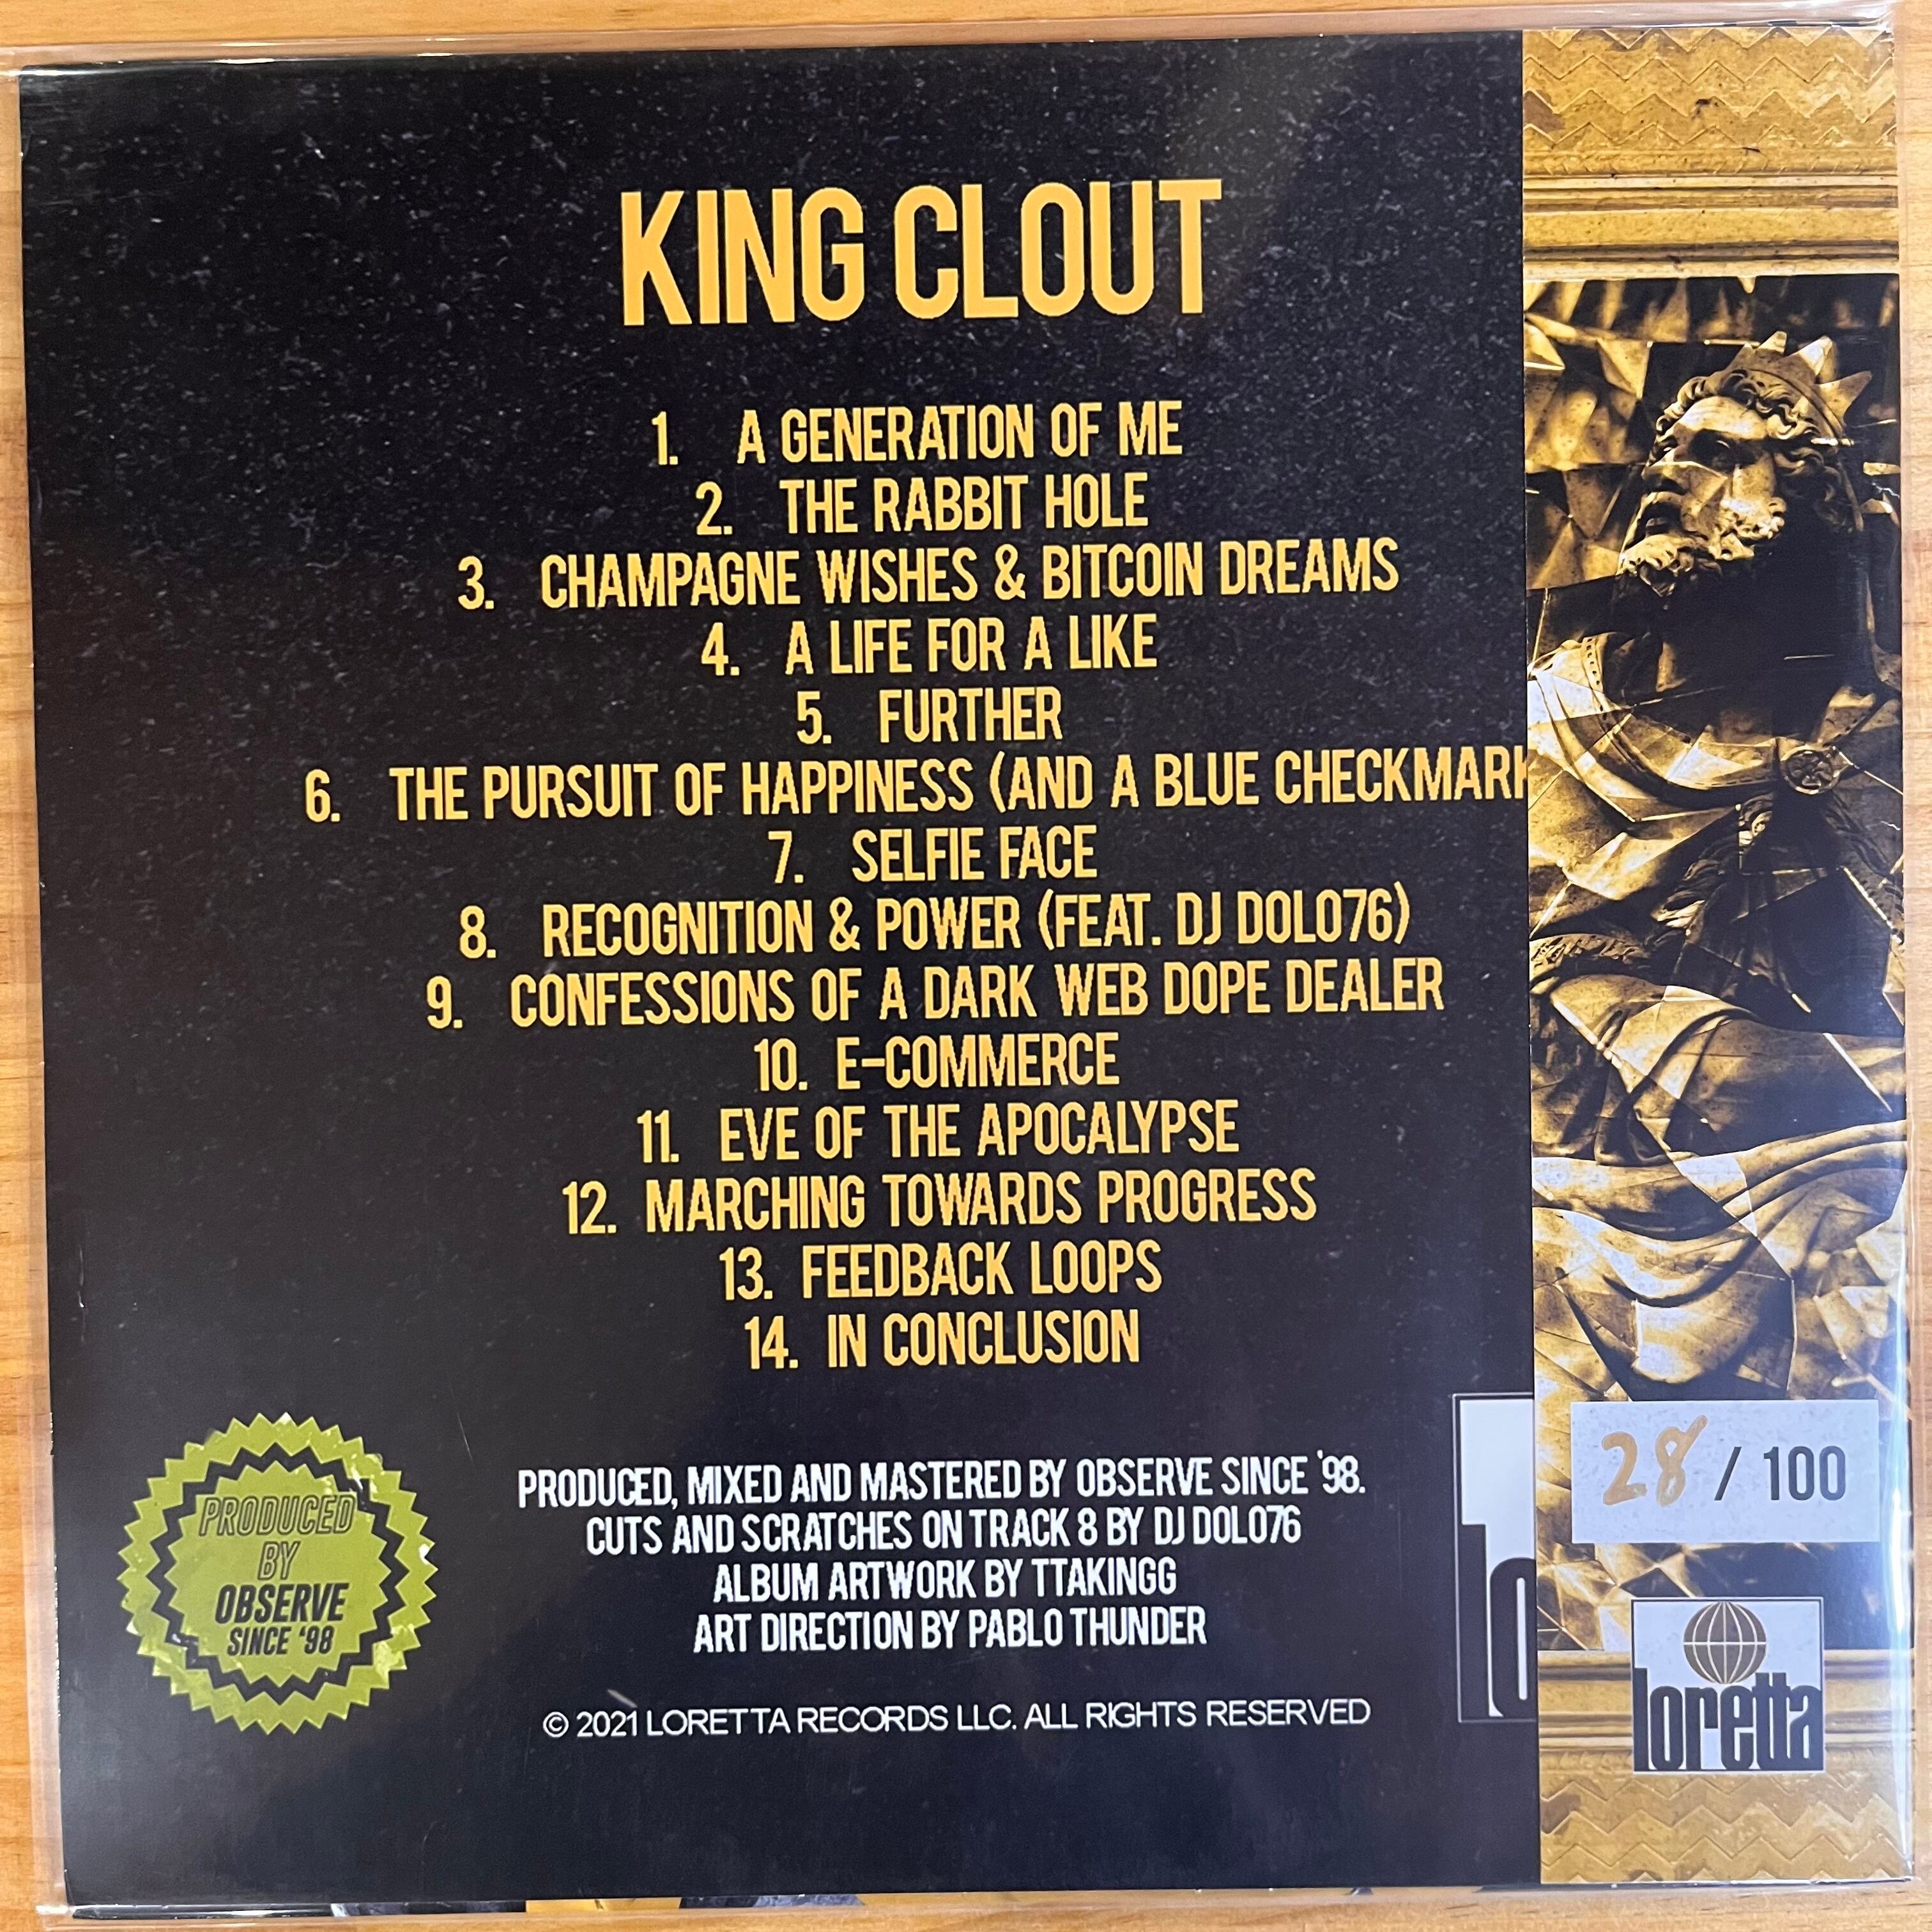 KING CLOUT
1. A GENERATION OF ME
2. THE RABBIT HOLE
3. CHAMPAGNE WISHES & BITCOIN DREAMS
4. A LIFE FOR A LIKE
5. FURTHER
6. THE PURSUIT OF HAPPINESS (AND A BLUE CHECKMARK
7. SELFIE FACE
8. RECOGNITION & POWER (FEAT. DJ DOLO76)
9. CONFESSIONS OF A DARK WEB DOPE DEALER
10. E-COMMERCE
11. EVE OF THE APOCALYPSE
12. MARCHING TOWARDS PROGRESS
13. FEEDBACK LOOPS
14. IN CONCLUSION
PRODUCED
BY
OBSERVE
SINCE '98
PRODUCED, MIXED AND MASTERED BY OBSERVE SINCE '98.
CUTS AND SCRATCHES ON TRACK 8 BY DJ DOLO76
ALBUM ARTWORK BY TTAKINGG
ART DIRECTION BY PABLO THUNDER
© 2021 LORETTA RECORDS LLC. ALL RIGHTS RESERVED
28 / 100
loretta